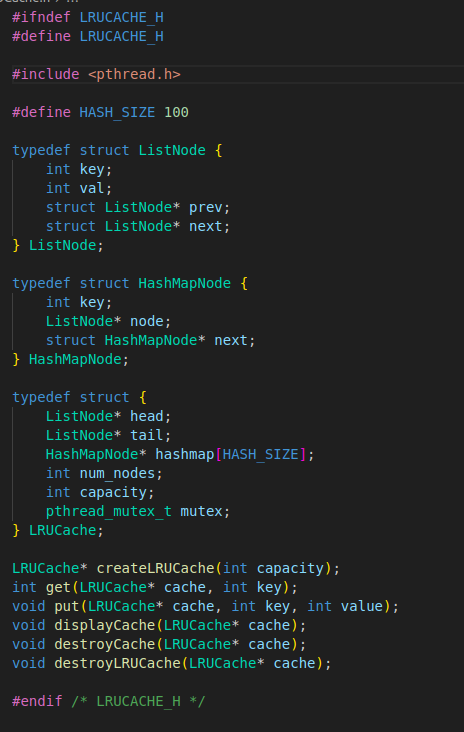 #ifndef LRUCACHE_H
#define LRUCACHE_H

#include <pthread.h>

#define HASH_SIZE 100

typedef struct ListNode {
    int key;
    int val;
    struct ListNode* prev;
    struct ListNode* next;
} ListNode;

typedef struct HashMapNode {
    int key;
    ListNode* node;
    struct HashMapNode* next;
} HashMapNode;

typedef struct {
    ListNode* head;
    ListNode* tail;
    HashMapNode* hashmap[HASH_SIZE];
    int num_nodes;
    int capacity;
    pthread_mutex_t mutex;
} LRUCache;

LRUCache* createLRUCache(int capacity);
int get(LRUCache* cache, int key);
void put(LRUCache* cache, int key, int value);
void displayCache(LRUCache* cache);
void destroyCache(LRUCache* cache);
void destroyLRUCache(LRUCache* cache);

#endif /* LRUCACHE_H */